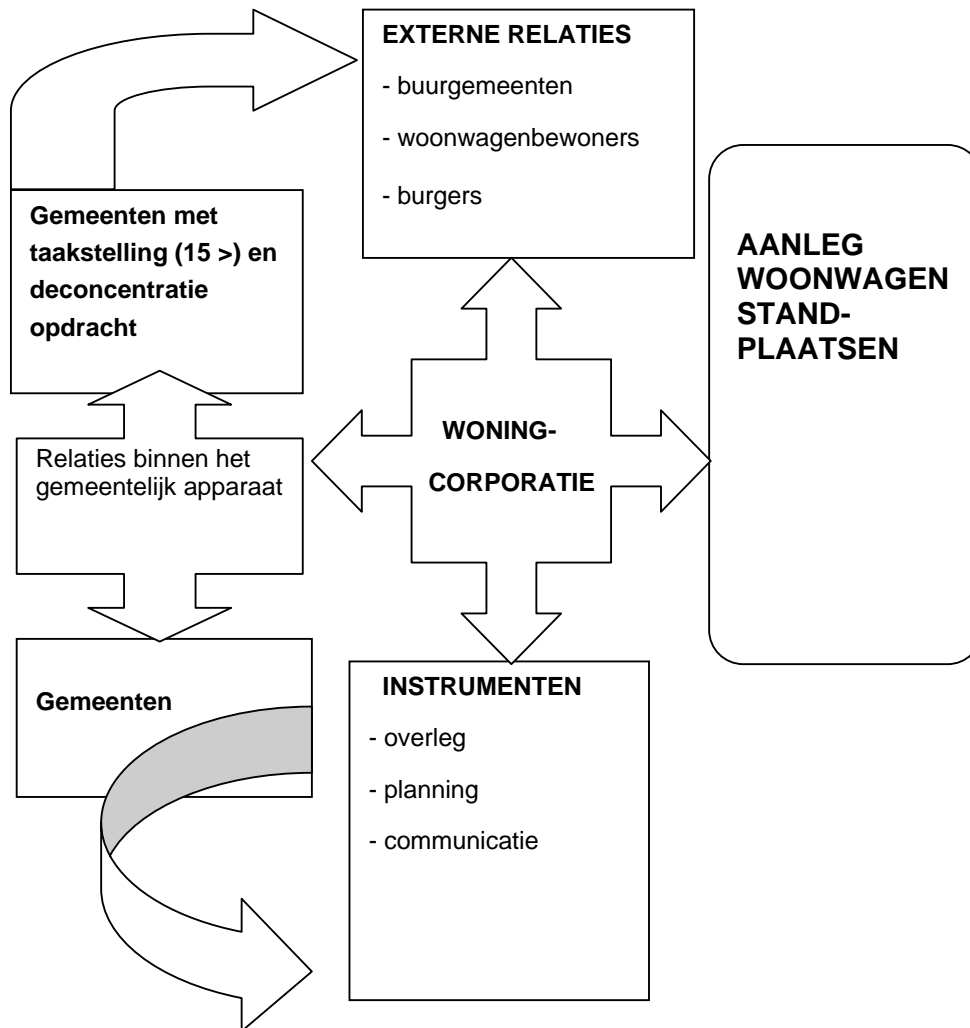 EXTERNE RELATIES
- buurgemeenten
- woonwagenbewoners
- burgers
Gemeenten met
taakstelling (15 >) en
deconcentratie
opdracht
AANLEG
WOONWAGEN
STAND-
PLAATSEN
Relaties binnen het
gemeentelijk apparaat
WONING-
CORPORATIE
Gemeenten
INSTRUMENTEN
- overleg
- planning
- communicatie